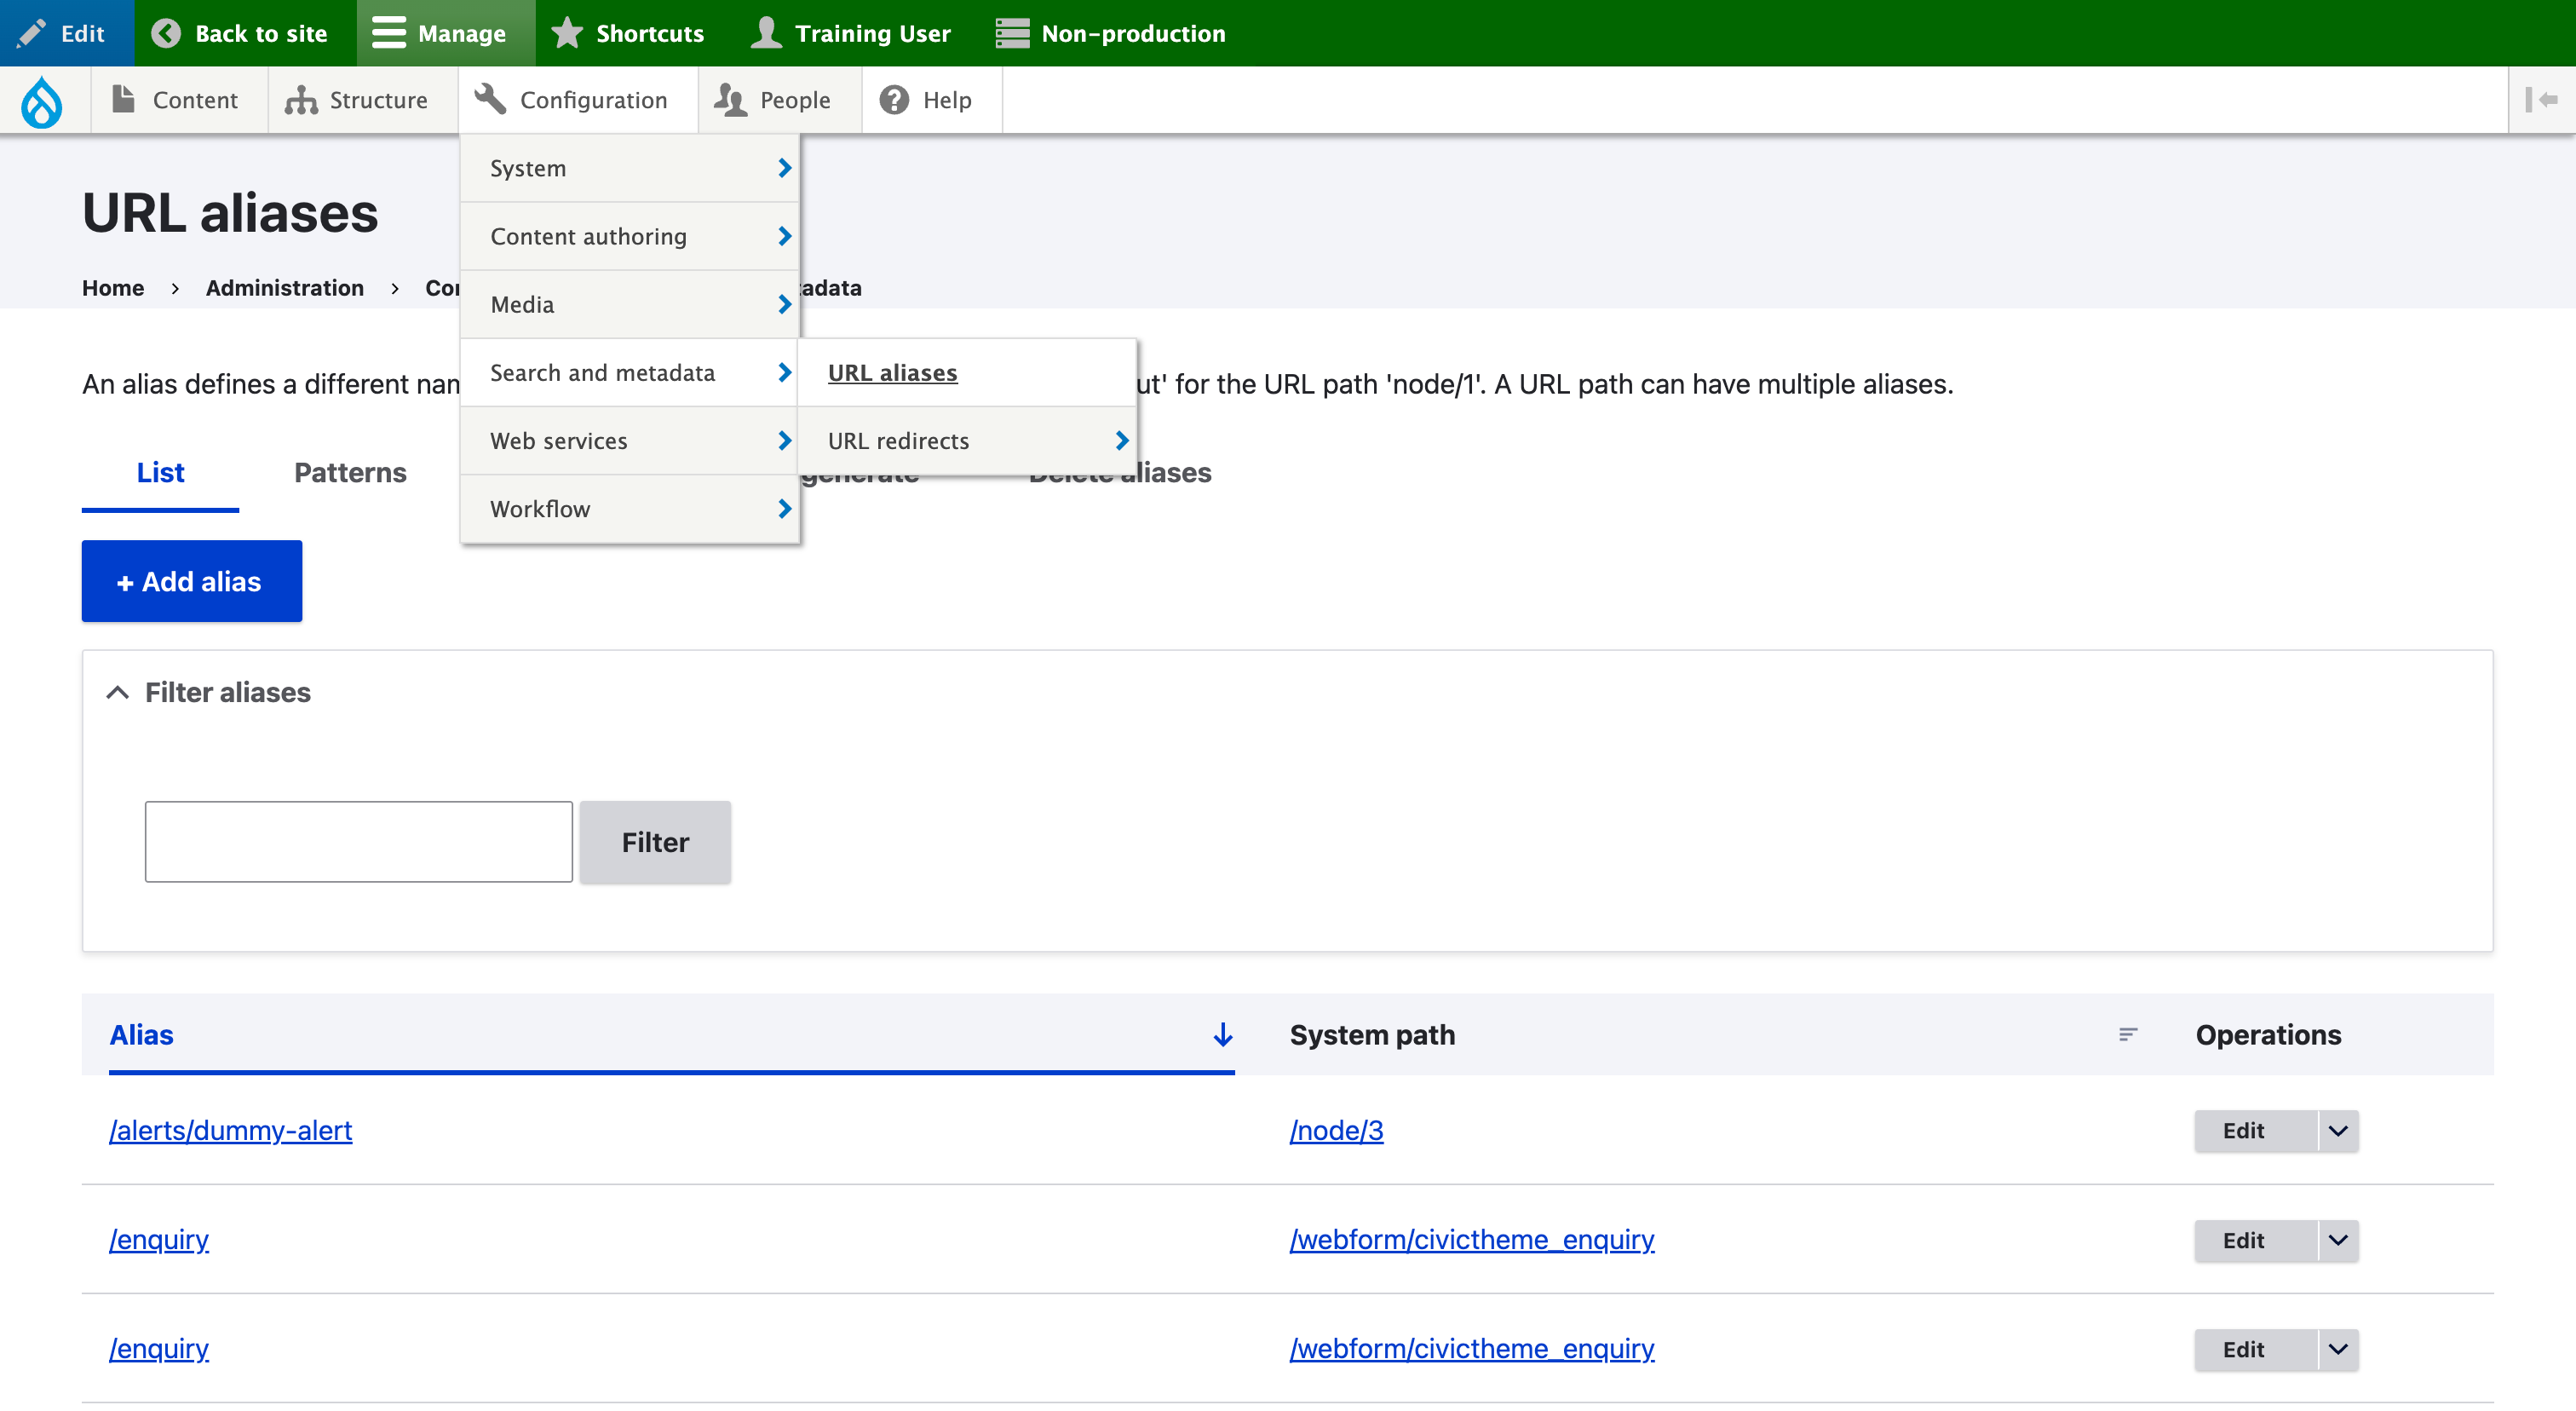 Edit Back to site Manage Shortcuts Training User Non-production
Content Structure Configuration People Help
System
URL aliases
Content authoring
Home > Administration >
Media
An alias defines a different
Search and metadata
URL aliases
for the URL path 'node/1'. A URL path can have multiple aliases.
Web services
URL redirects
List Patterns Delete aliases
Workflow
+ Add alias
Filter aliases
Filter
Alias System path Operations
/alerts/dummy-alert /node/3 Edit
/enquiry /webform/civictheme_enquiry Edit
/enquiry /webform/civictheme_enquiry Edit